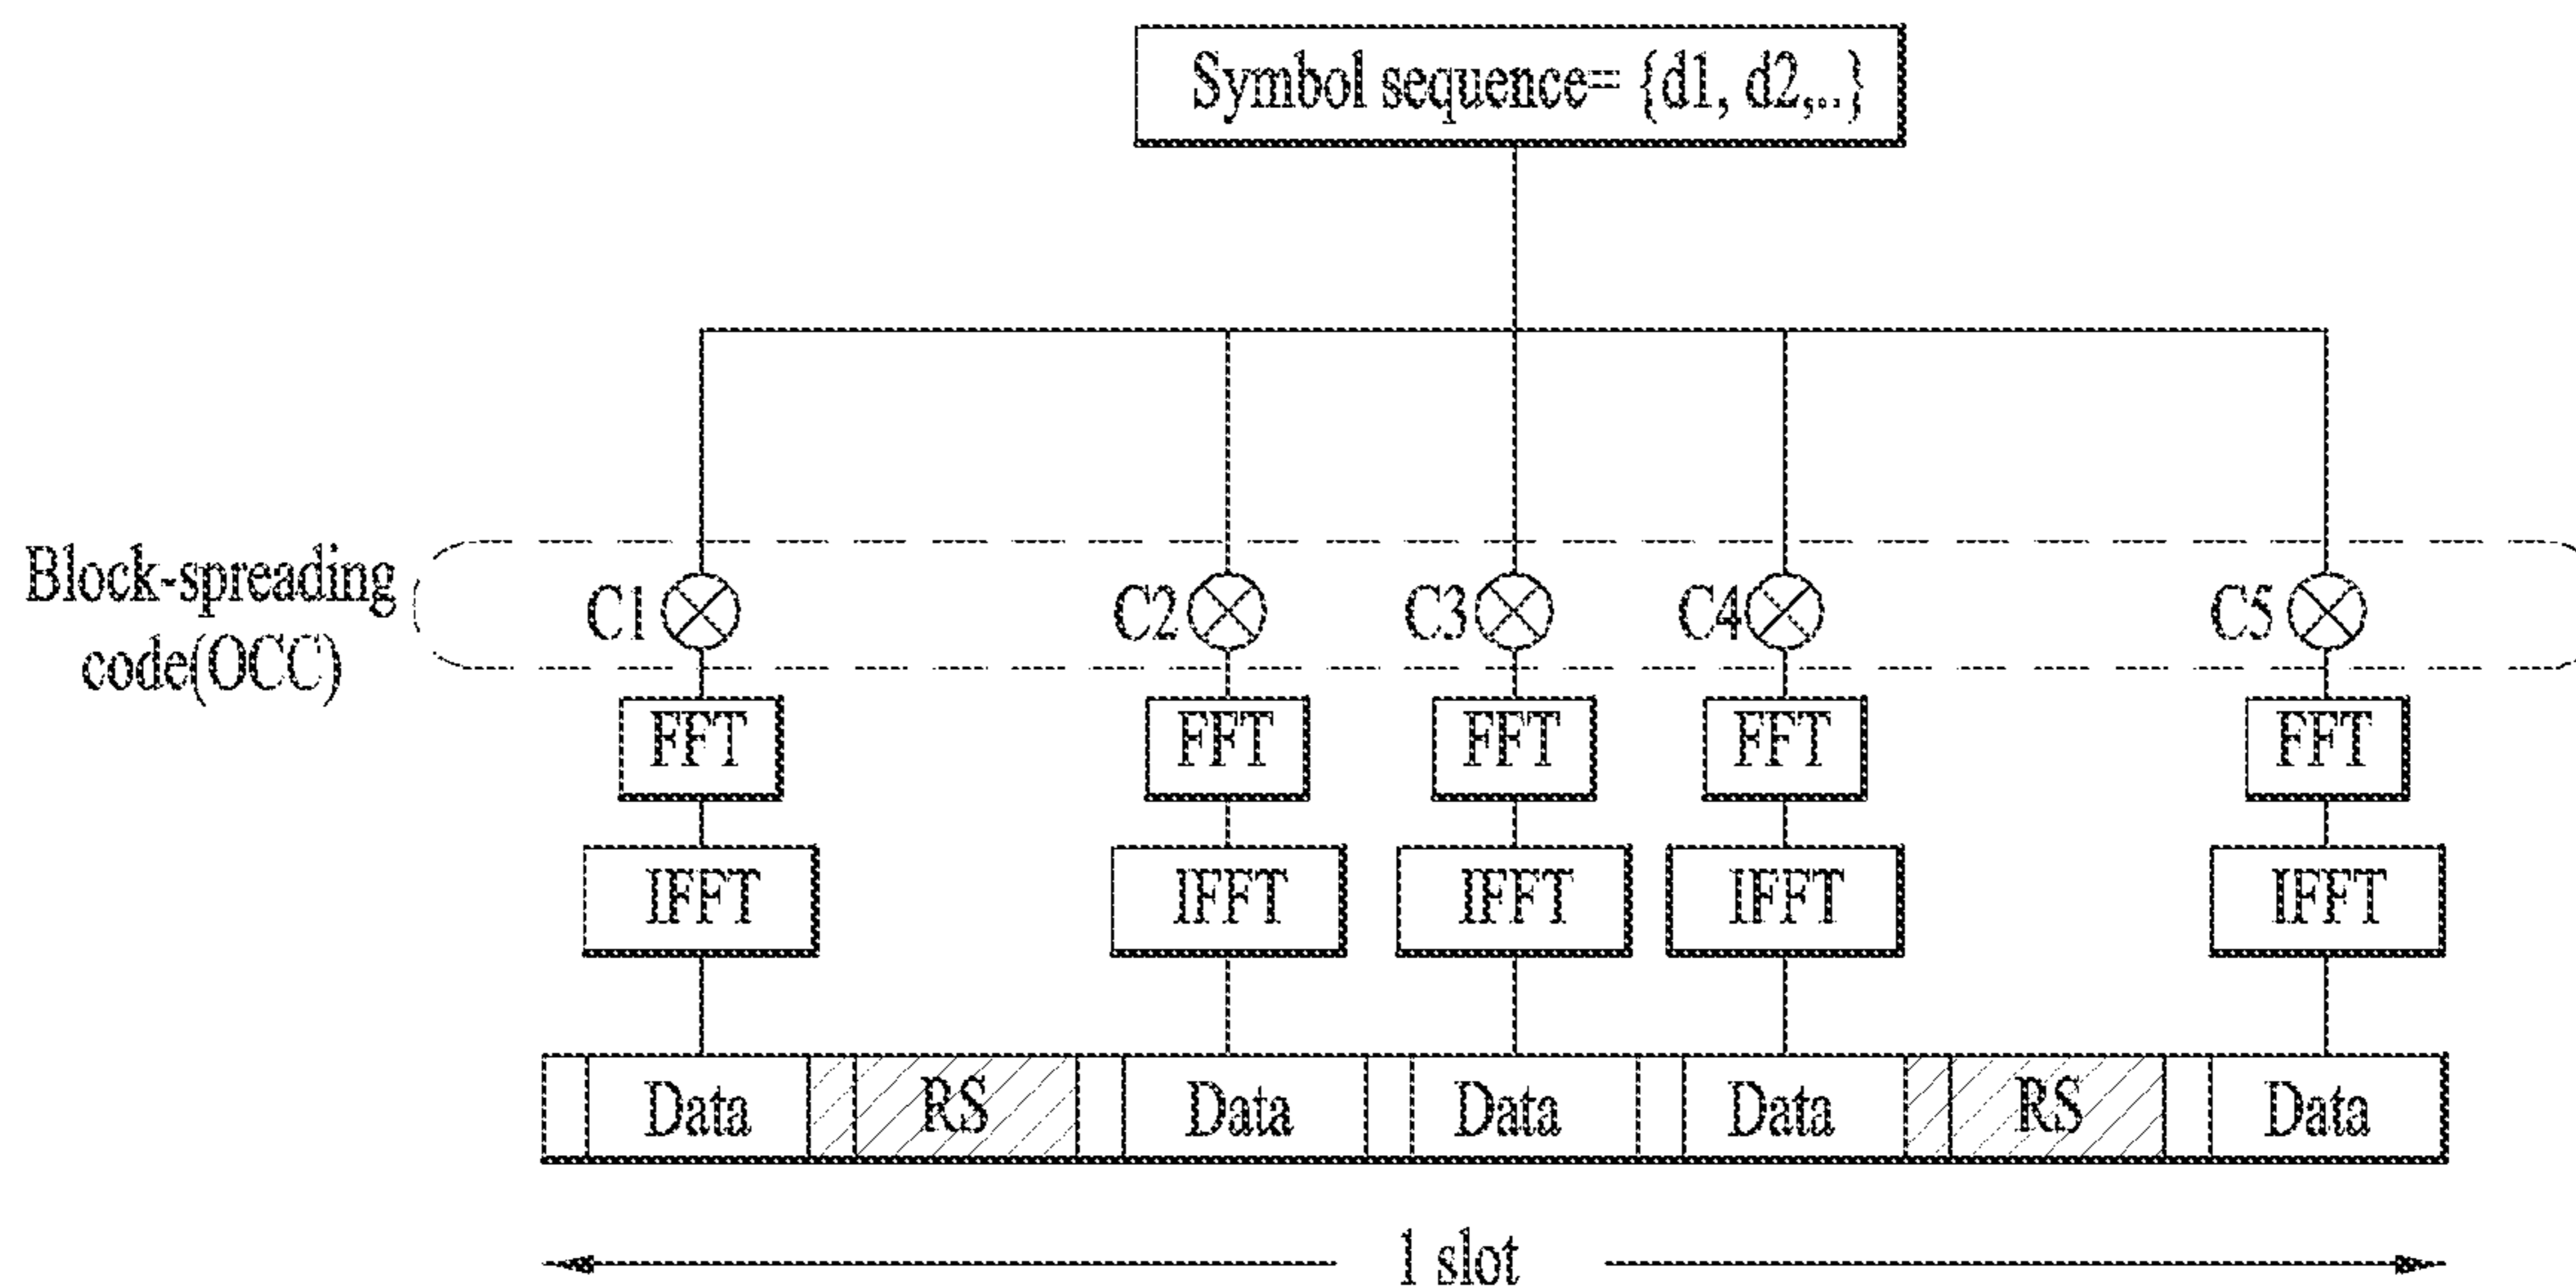 Symbol sequence= {d1, d2,..}
Block-spreading
code(OCC)
C1 C2 C3 C4 C5
FFT FFT FFT FFT FFT
IFFT IFFT IFFT IFFT IFFT
Data RS Data Data Data RS Data
1 slot